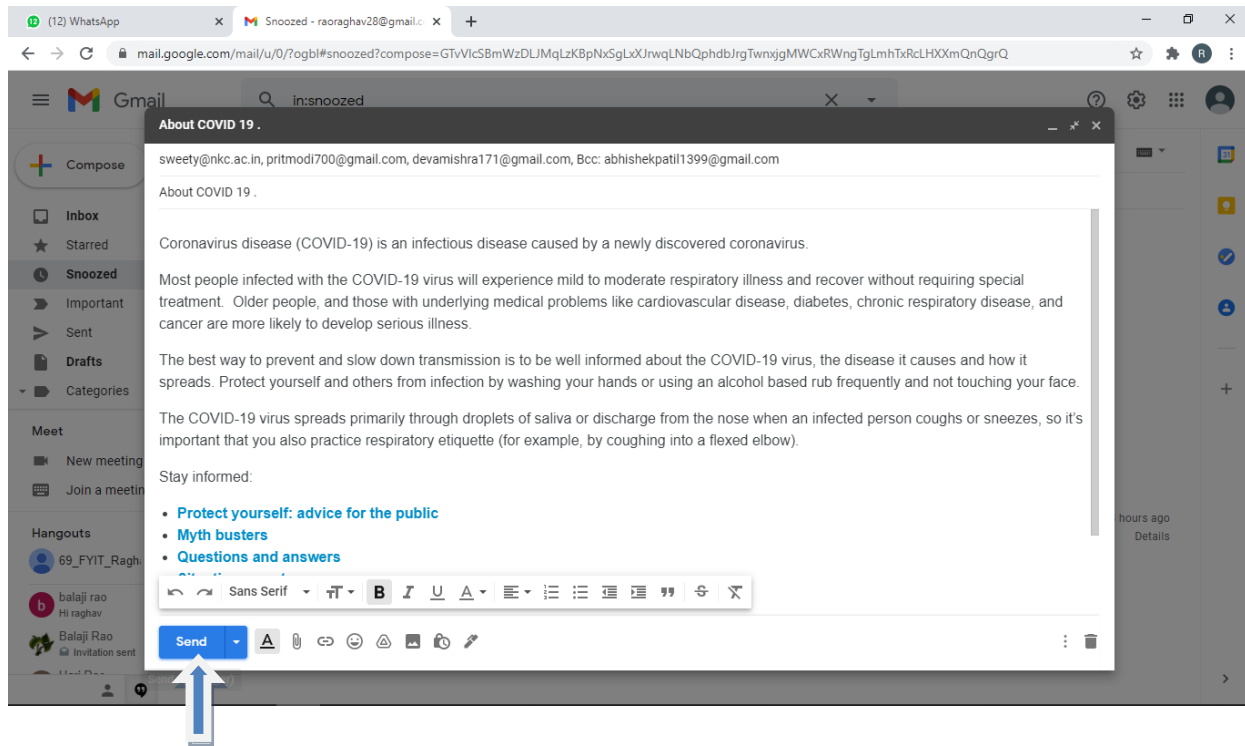 (12) WhatsApp
Snoozed - raoraghav28@gmail.c
mail.google.com/mail/u/0/?ogbl#snoozed?compose=GTvVlcSBmWzDLJMqLzKBpNxSgLxXJrwqLNbQphdbJrgTwnxjgMWCxRWngTgLmhTxRcLHXXmQnQgrQ
R
Gmail
in:snoozed
About COVID 19 .
Compose
sweety@nkc.ac.in, pritmodi700@gmail.com, devamishra171@gmail.com, Bcc: abhishekpatil1399@gmail.com
About COVID 19 .
Inbox
Starred
Snoozed
Important
Sent
Drafts
Categories
Meet
New meeting
Join a meetin
Hangouts
69_FYIT_Ragh
b
balaji rao
Hi raghav
Balaji Rao
Invitation sent
Coronavirus disease (COVID-19) is an infectious disease caused by a newly discovered coronavirus.
Most people infected with the COVID-19 virus will experience mild to moderate respiratory illness and recover without requiring special
treatment.  Older people, and those with underlying medical problems like cardiovascular disease, diabetes, chronic respiratory disease, and
cancer are more likely to develop serious illness.
The best way to prevent and slow down transmission is to be well informed about the COVID-19 virus, the disease it causes and how it
spreads. Protect yourself and others from infection by washing your hands or using an alcohol based rub frequently and not touching your face.
The COVID-19 virus spreads primarily through droplets of saliva or discharge from the nose when an infected person coughs or sneezes, so it's
important that you also practice respiratory etiquette (for example, by coughing into a flexed elbow).
Stay informed:
• Protect yourself: advice for the public
• Myth busters
• Questions and answers
Sans Serif
B I U A
Send
hours ago
Details
31